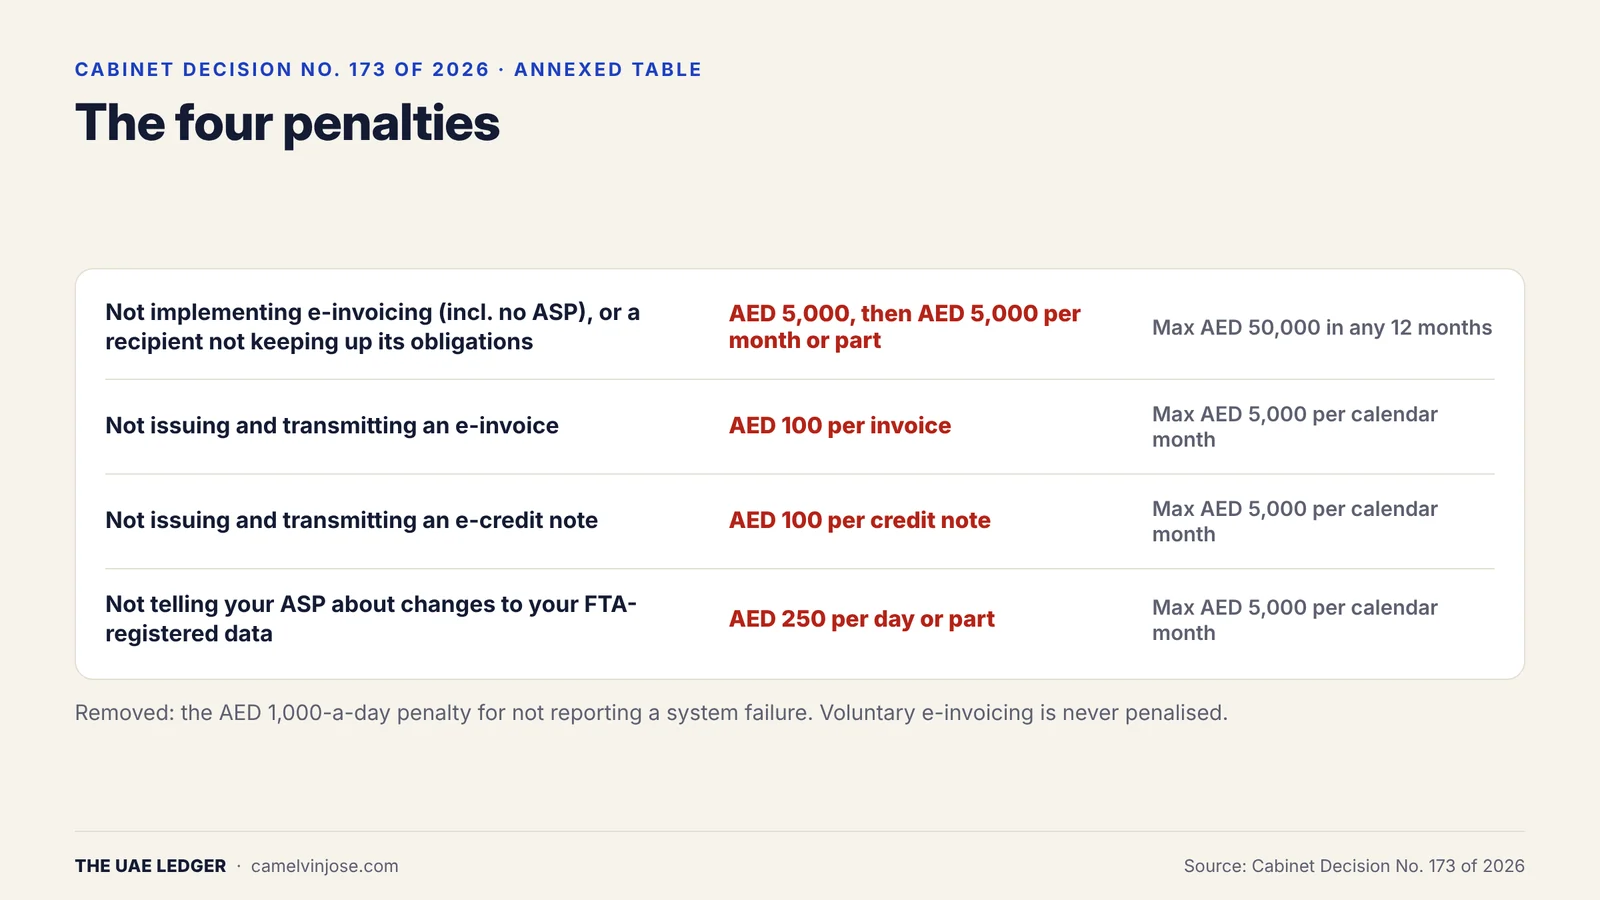 CABINET DECISION NO. 173 OF 2026 · ANNEXED TABLE
The four penalties
Not implementing e-invoicing (incl. no ASP), or a
recipient not keeping up its obligations
AED 5,000, then AED 5,000 per
month or part
Max AED 50,000 in any 12 months
Not issuing and transmitting an e-invoice
AED 100 per invoice
Max AED 5,000 per calendar
month
Not issuing and transmitting an e-credit note
AED 100 per credit note
Max AED 5,000 per calendar
month
Not telling your ASP about changes to your FTA-
registered data
AED 250 per day or part
Max AED 5,000 per calendar
month
Removed: the AED 1,000-a-day penalty for not reporting a system failure. Voluntary e-invoicing is never penalised.
THE UAE LEDGER · camelvinjose.com
Source: Cabinet Decision No. 173 of 2026